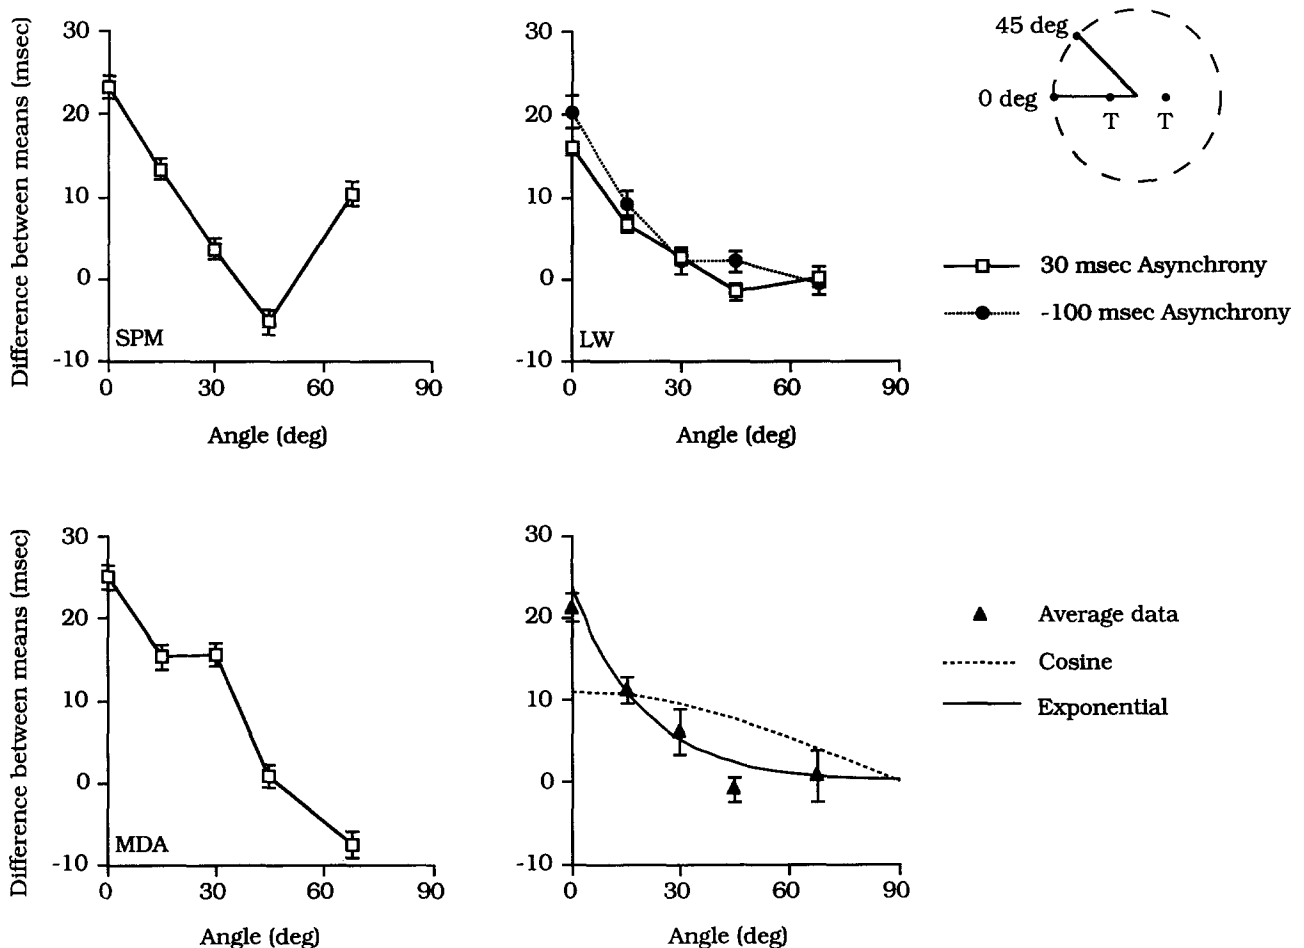 Difference between means (msec)
30
20
10
0
-10
SPM
0
30
60
90
Angle (deg)
30
20
10
0
-10
LW
0
30
60
90
Angle (deg)
45 deg
0 deg
T T
30 msec Asynchrony
-100 msec Asynchrony
Difference between means (msec)
30
20
10
0
-10
MDA
0
30
60
90
Angle (deg)
30
20
10
0
-10
0
30
60
90
Angle (deg)
Average data
Cosine
Exponential